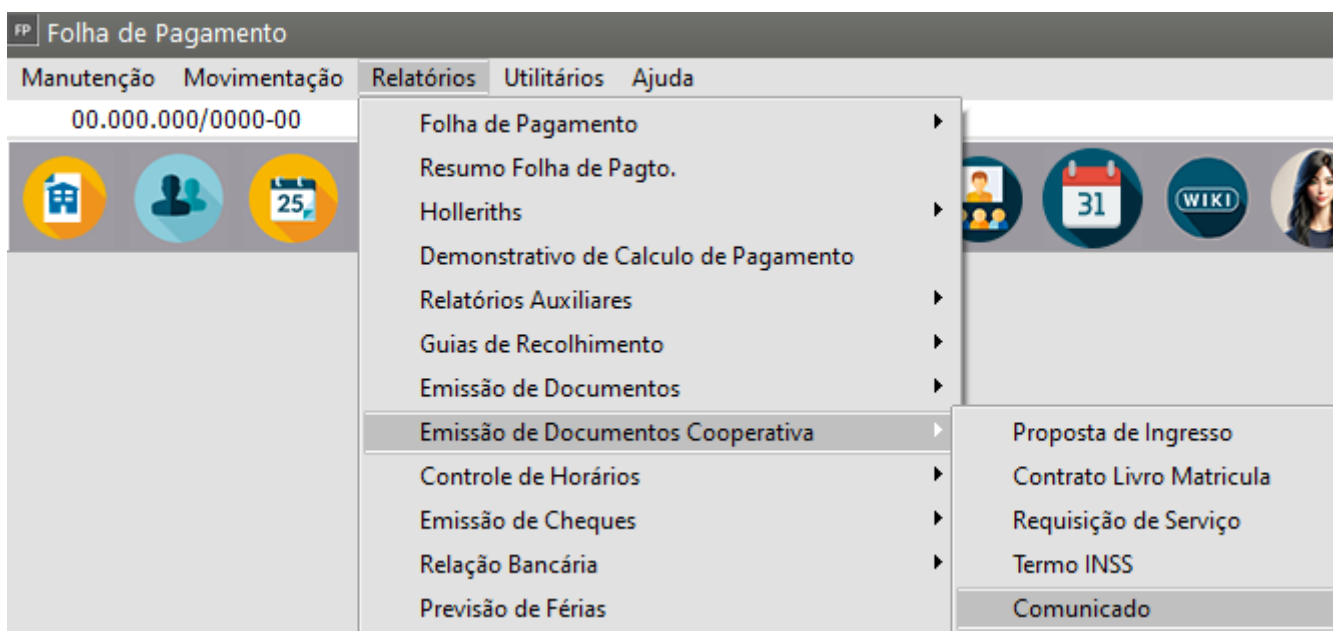 FP Folha de Pagamento
Manutenção Movimentação Relatórios Utilitários Ajuda
00.000.000/0000-00
25
31
WIKI
Folha de Pagamento
Resumo Folha de Pagto.
Holleriths
Demonstrativo de Calculo de Pagamento
Relatórios Auxiliares
Guias de Recolhimento
Emissão de Documentos
Emissão de Documentos Cooperativa
Controle de Horários
Emissão de Cheques
Relação Bancária
Previsão de Férias
Proposta de Ingresso
Contrato Livro Matricula
Requisição de Serviço
Termo INSS
Comunicado